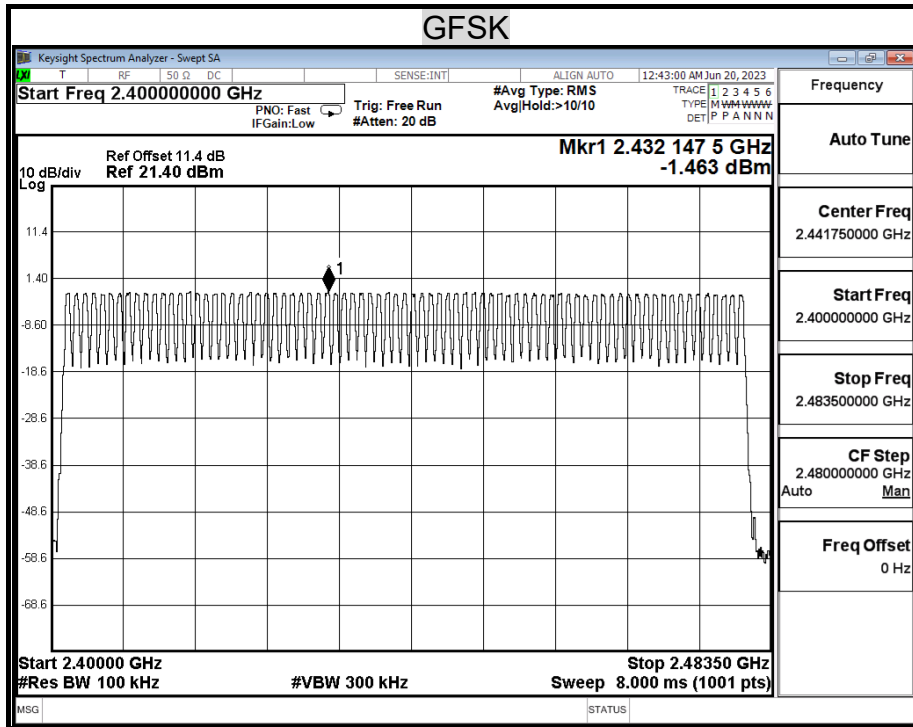 GFSK
Keysight Spectrum Analyzer - Swept SA
LXI T RF 50 Ω DC SENSE:INT ALIGN AUTO 12:43:00 AM Jun 20, 2023
Start Freq 2.400000000 GHz
PNO: Fast
IFGain:Low
Trig: Free Run
#Atten: 20 dB
#Avg Type: RMS
Avg|Hold:>10/10
TRACE 1 2 3 4 5 6
TYPE M WM WWWW
DET P P A N N N
Ref Offset 11.4 dB
10 dB/div Ref 21.40 dBm
Log
Mkr1 2.432 147 5 GHz
-1.463 dBm
11.4
1.40
-8.60
-18.6
-28.6
-38.6
-48.6
-58.6
-68.6
1
Start 2.40000 GHz
Stop 2.48350 GHz
#Res BW 100 kHz
#VBW 300 kHz
Sweep 8.000 ms (1001 pts)
MSG
STATUS
Frequency
Auto Tune
Center Freq
2.441750000 GHz
Start Freq
2.400000000 GHz
Stop Freq
2.483500000 GHz
CF Step
2.480000000 GHz
Auto Man
Freq Offset
0 Hz